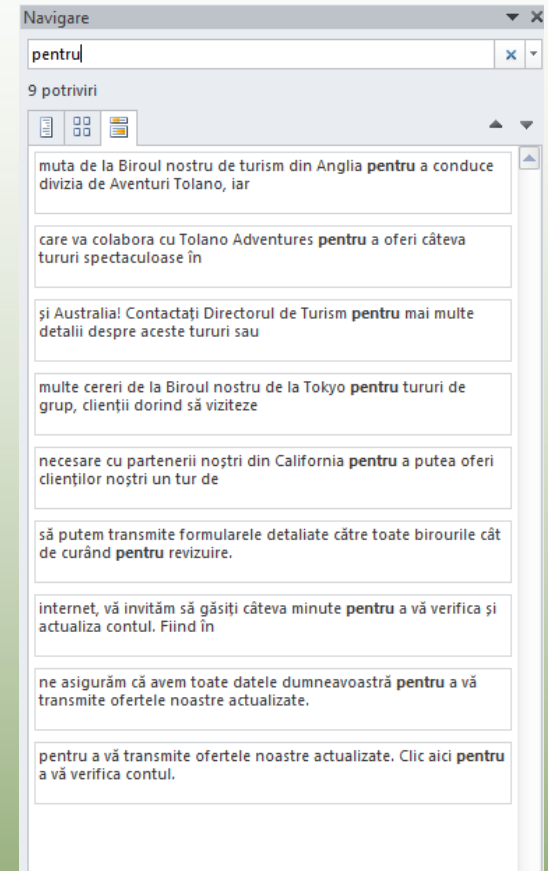 Navigare
pentru
9 potriviri
muta de la Biroul nostru de turism din Anglia pentru a conduce
divizia de Aventuri Tolano, iar
care va colabora cu Tolano Adventures pentru a oferi câteva
tururi spectaculoase în
și Australia! Contactați Directorul de Turism pentru mai multe
detalii despre aceste tururi sau
multe cereri de la Biroul nostru de la Tokyo pentru tururi de
grup, clienții dorind să viziteze
necesare cu partenerii noștri din California pentru a putea oferi
clienților noștri un tur de
să putem transmite formularele detaliate către toate birourile cât
de curând pentru revizuire.
internet, vă invităm să găsiți câteva minute pentru a vă verifica și
actualiza contul. Fiind în
ne asigurăm că avem toate datele dumneavoastră pentru a vă
transmite ofertele noastre actualizate.
pentru a vă transmite ofertele noastre actualizate. Clic aici pentru
a vă verifica contul.